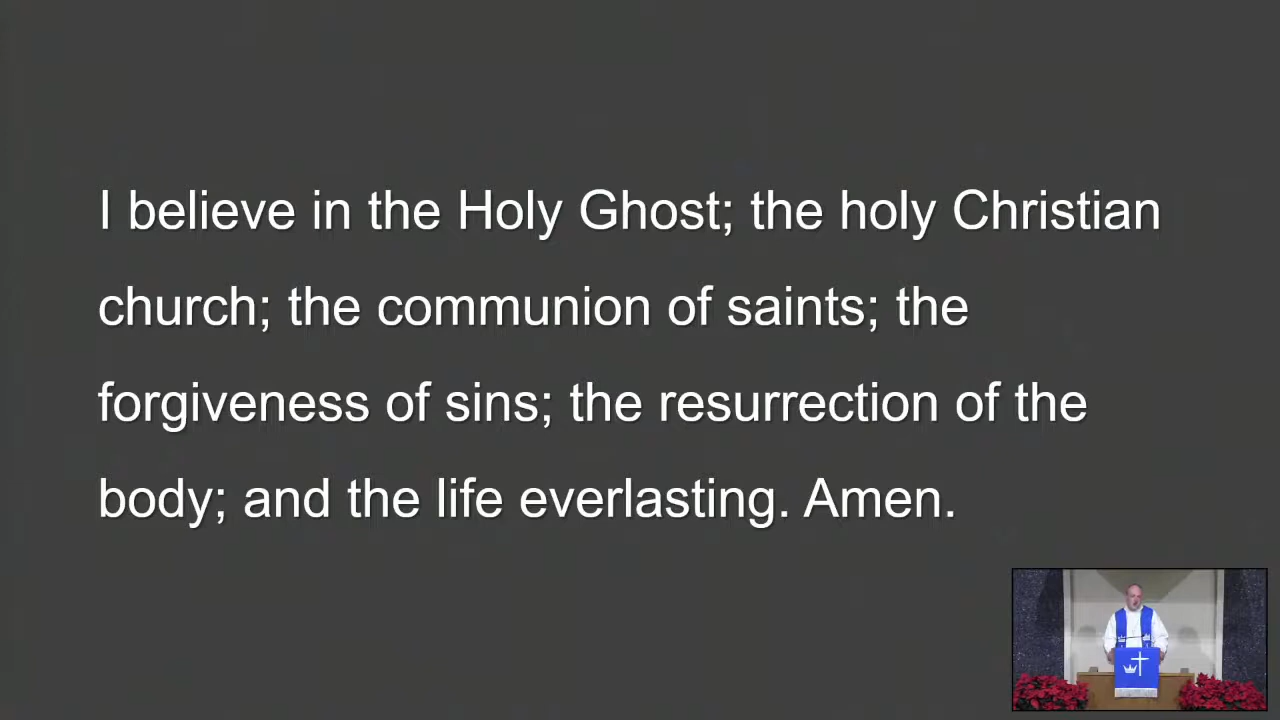 I believe in the Holy Ghost; the holy Christian
church; the communion of saints; the
forgiveness of sins; the resurrection of the
body; and the life everlasting. Amen.